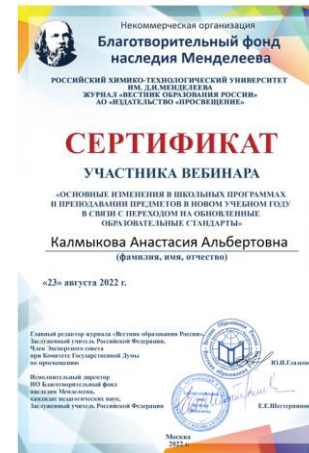 Некоммерческая организация
Благотворительный фонд
наследия Менделеева
РОССИЙСКИЙ ХИМИКО-ТЕХНОЛОГИЧЕСКИЙ УНИВЕРСИТЕТ
ИМ. Д.И.МЕНДЕЛЕЕВА
ЖУРНАЛ «ВЕСТНИК ОБРАЗОВАНИЯ РОССИИ»
АО «ИЗДАТЕЛЬСТВО «ПРОСВЕЩЕНИЕ»
СЕРТИФИКАТ
УЧАСТНИКА ВЕБИНАРА
«ОСНОВНЫЕ ИЗМЕНЕНИЯ В ШКОЛЬНЫХ ПРОГРАММАХ
И ПРЕПОДАВАНИИ ПРЕДМЕТОВ В НОВОМ УЧЕБНОМ ГОДУ
В СВЯЗИ С ПЕРЕХОДОМ НА ОБНОВЛЕННЫЕ
ОБРАЗОВАТЕЛЬНЫЕ СТАНДАРТЫ»
Калмыкова Анастасия Альбертовна
(фамилия, имя, отчество)
«23» августа 2022 г.
Главный редактор журнала «Вестник образования России»,
Заслуженный учитель Российской Федерации,
Член Экспертного совета
при Комитете Государственной Думы
по просвещению
Исполнительный директор
НО Благотворительный фонд
наследия Менделеева,
кандидат педагогических наук,
Заслуженный учитель Российской Федерации
Москва
2022 г.